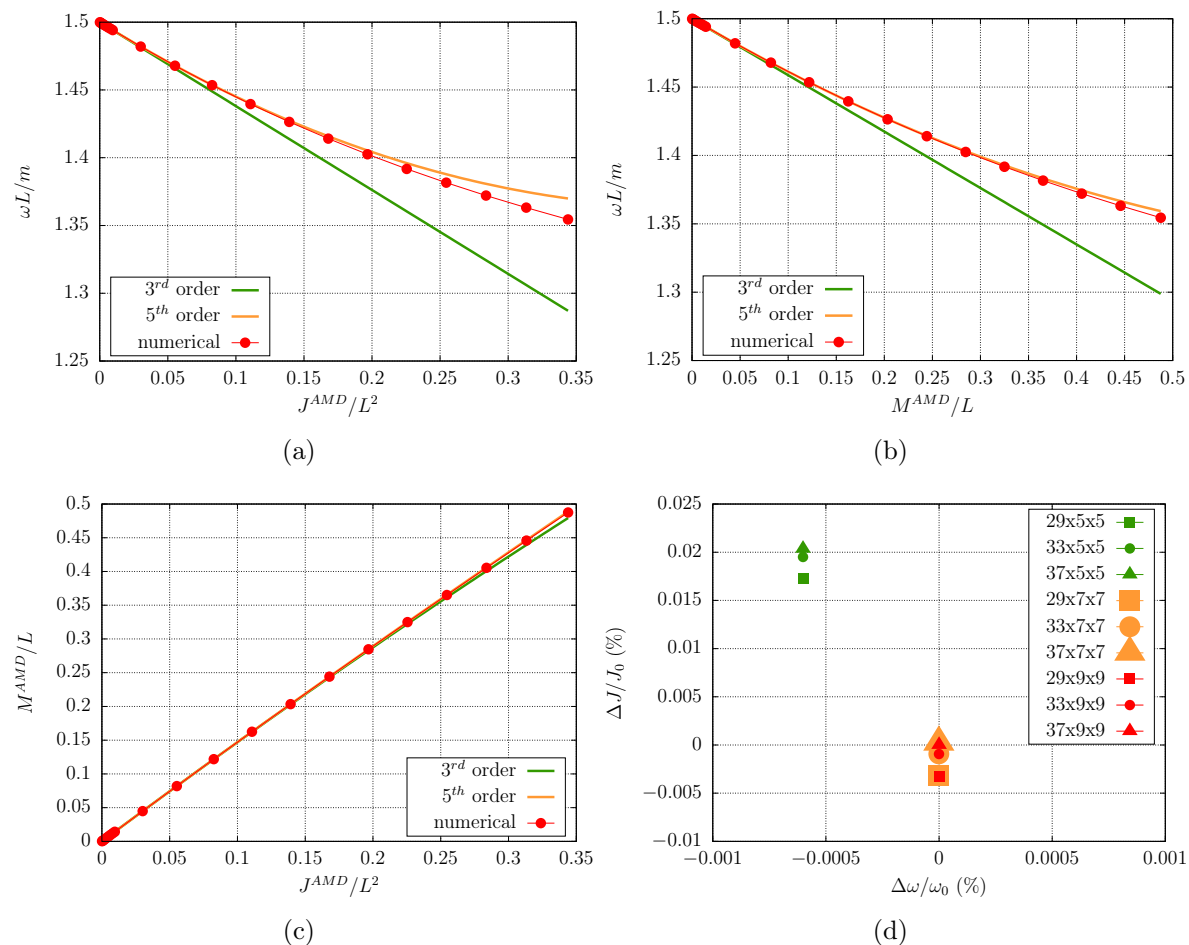 1.5
1.45
1.4
1.35
1.3
1.25
ωL/m
0 0.05 0.1 0.15 0.2 0.25 0.3 0.35
J^{AMD}/L^2
3^{rd} order
5^{th} order
numerical
(a)
1.5
1.45
1.4
1.35
1.3
1.25
ωL/m
0 0.05 0.1 0.15 0.2 0.25 0.3 0.35 0.4 0.45 0.5
M^{AMD}/L
3^{rd} order
5^{th} order
numerical
(b)
0.5
0.45
0.4
0.35
0.3
0.25
0.2
0.15
0.1
0.05
0
M^{AMD}/L
0 0.05 0.1 0.15 0.2 0.25 0.3 0.35
J^{AMD}/L^2
3^{rd} order
5^{th} order
numerical
(c)
0.025
0.02
0.015
0.01
0.005
0
−0.005
−0.01
ΔJ/J_0 (%)
−0.001 −0.0005 0 0.0005 0.001
Δω/ω_0 (%)
29x5x5
33x5x5
37x5x5
29x7x7
33x7x7
37x7x7
29x9x9
33x9x9
37x9x9
(d)